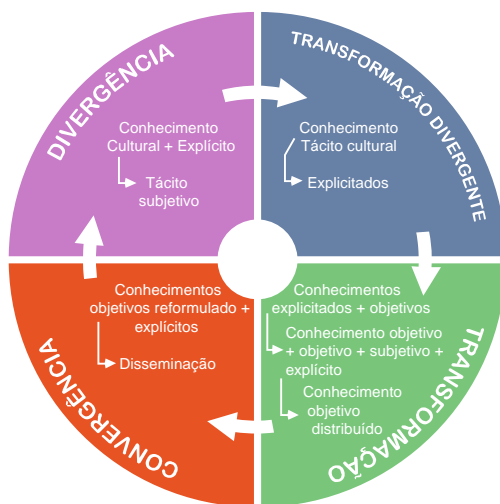 DIVERGÊNCIA
Conhecimento
Cultural + Explícito
Tácito
subjetivo
TRANSFORMAÇÃO DIVERGENTE
Conhecimento
Tácito cultural
Explicitados
Conhecimentos
explicitados + objetivos
Conhecimento objetivo
+ objetivo + subjetivo +
explícito
Conhecimento
objetivo
distribuído
TRANSFORMAÇÃO
Conhecimentos
objetivos reformulado +
explícitos
Disseminação
CONVERGÊNCIA